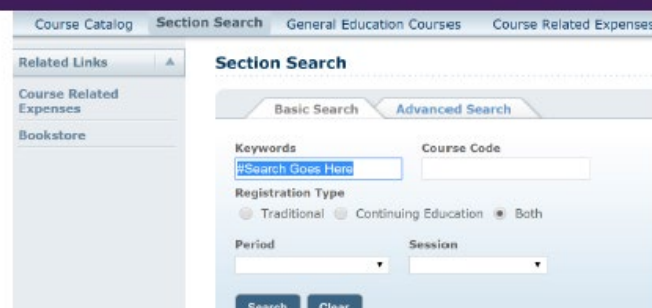 Course Catalog Section Search General Education Courses Course Related Expenses
Related Links
Course Related
Expenses
Bookstore
Section Search
Basic Search Advanced Search
Keywords Course Code
#Search Goes Here
Registration Type
Traditional Continuing Education Both
Period Session
Search Clear